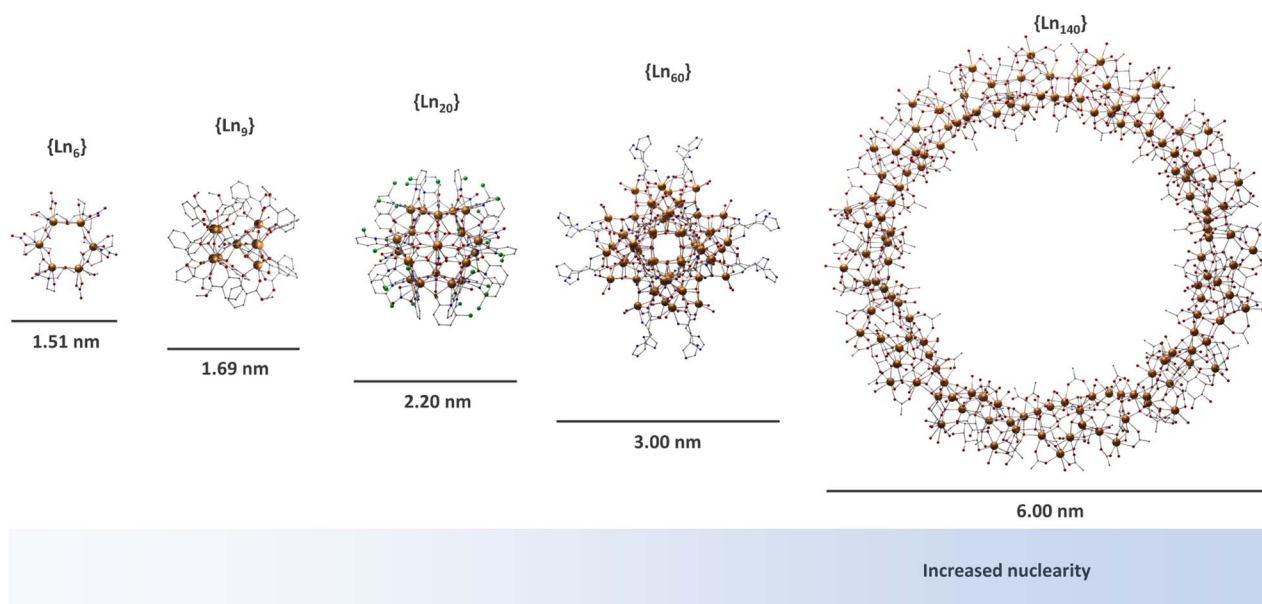 {Ln₆}
{Ln₉}
{Ln₂₀}
{Ln₆₀}
{Ln₁₄₀}
1.51 nm
1.69 nm
2.20 nm
3.00 nm
6.00 nm
Increased nuclearity